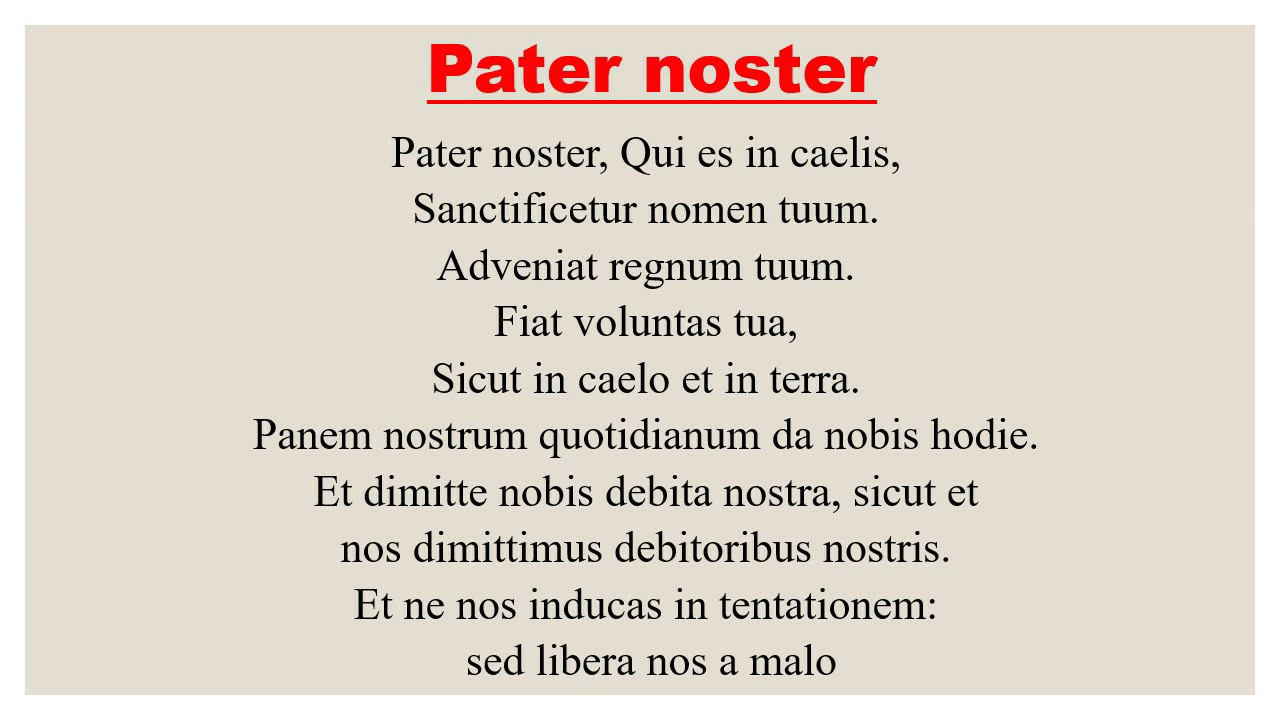 Pater noster
Pater noster, Qui es in caelis,
Sanctificetur nomen tuum.
Adveniat regnum tuum.
Fiat voluntas tua,
Sicut in caelo et in terra.
Panem nostrum quotidianum da nobis hodie.
Et dimitte nobis debita nostra, sicut et
nos dimittimus debitoribus nostris.
Et ne nos inducas in tentationem:
sed libera nos a malo